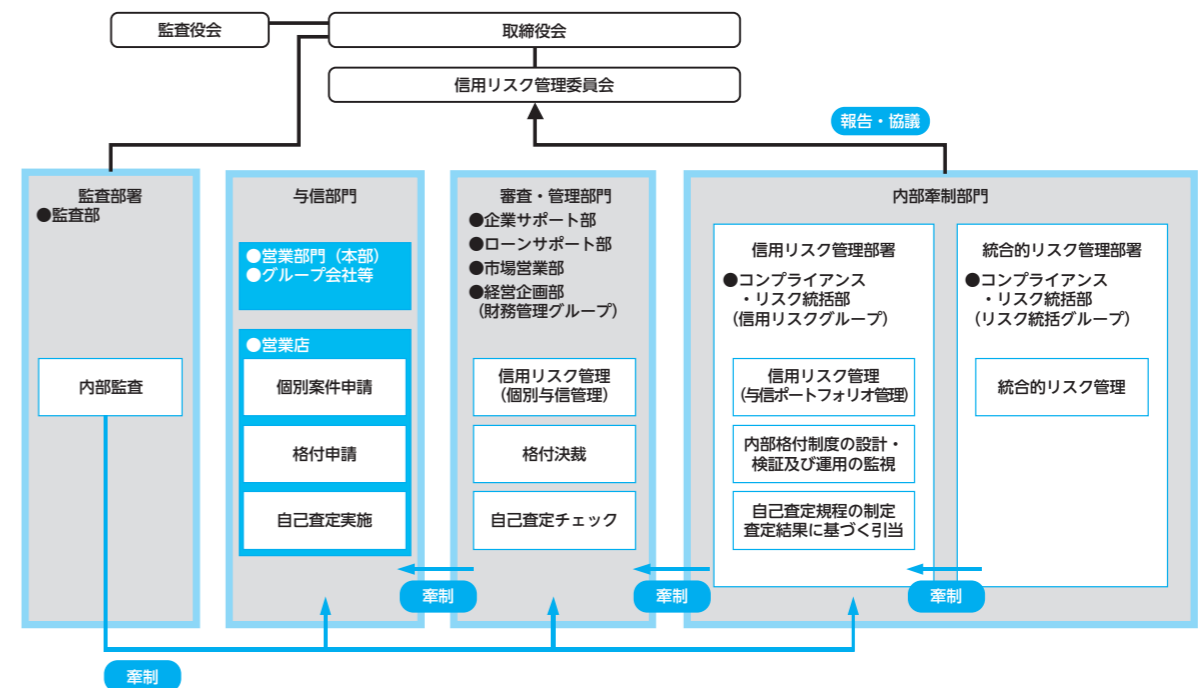 監査役会
取締役会
信用リスク管理委員会
報告・協議
監査部署
●監査部
内部監査
与信部門
●営業部門（本部）
●グループ会社等
●営業店
個別案件申請
格付申請
自己査定実施
審査・管理部門
●企業サポート部
●ローンサポート部
●市場営業部
●経営企画部
（財務管理グループ）
信用リスク管理
（個別与信管理）
格付決裁
自己査定チェック
内部牽制部門
信用リスク管理部署
●コンプライアンス
・リスク統括部
（信用リスクグループ）
信用リスク管理
（与信ポートフォリオ管理）
内部格付制度の設計・
検証及び運用の監視
自己査定規程の制定
査定結果に基づく引当
統合的リスク管理部署
●コンプライアンス
・リスク統括部
（リスク統括グループ）
統合的リスク管理
牽制
牽制
牽制
牽制